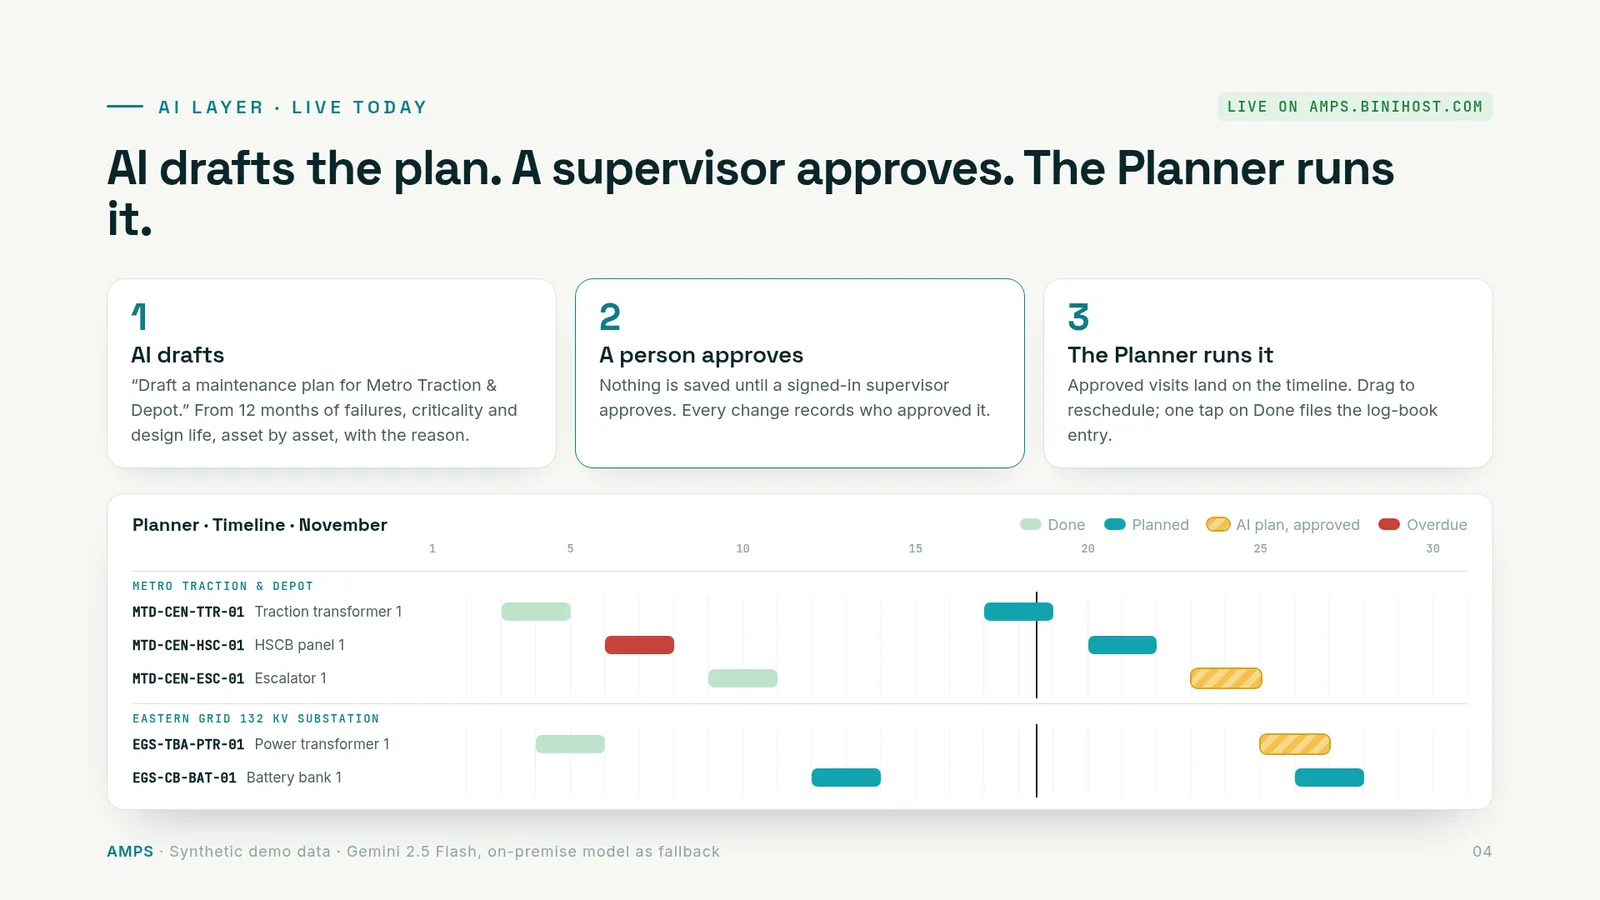 AI LAYER · LIVE TODAY
LIVE ON AMPS.BINIHOST.COM
AI drafts the plan. A supervisor approves. The Planner runs
it.
1
AI drafts
“Draft a maintenance plan for Metro Traction &
Depot.” From 12 months of failures, criticality and
design life, asset by asset, with the reason.
2
A person approves
Nothing is saved until a signed-in supervisor
approves. Every change records who approved it.
3
The Planner runs it
Approved visits land on the timeline. Drag to
reschedule; one tap on Done files the log-book
entry.
Planner · Timeline · November
Done Planned AI plan, approved Overdue
1 5 10 15 20 25 30
METRO TRACTION & DEPOT
MTD-CEN-TTR-01 Traction transformer 1
MTD-CEN-HSC-01 HSCB panel 1
MTD-CEN-ESC-01 Escalator 1
EASTERN GRID 132 KV SUBSTATION
EGS-TBA-PTR-01 Power transformer 1
EGS-CB-BAT-01 Battery bank 1
AMPS · Synthetic demo data · Gemini 2.5 Flash, on-premise model as fallback
04